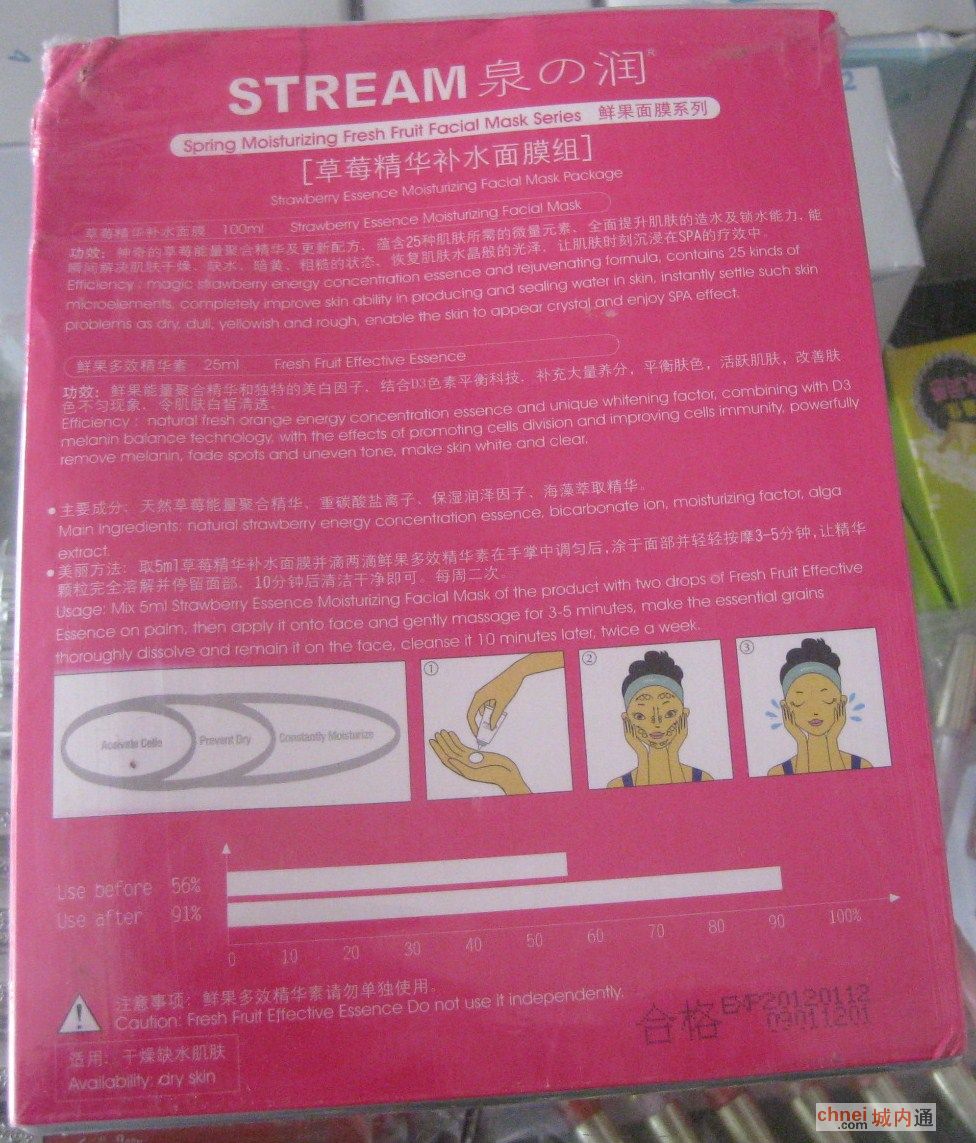 STREAM 泉の润®
Spring Moisturizing Fresh Fruit Facial Mask Series 鲜果面膜系列
[草莓精华补水面膜组]
Strawberry Essence Moisturizing Facial Mask Package
草莓精华补水面膜 100ml Strawberry Essence Moisturizing Facial Mask
功效：神奇的草莓能量聚合精华及更新配方、蕴含25种肌肤所需的微量元素、全面提升肌肤的造水及锁水能力，能
瞬间解决肌肤干燥、缺水、暗黄、粗糙的状态、恢复肌肤水晶般的光泽、让肌肤时刻沉浸在SPA的疗效中。
Efficiency: magic strawberry energy concentration essence and rejuvenating formula, contains 25 kinds of
microelements, completely improve skin ability in producing and sealing water in skin, instantly settle such skin
problems as dry, dull, yellowish and rough, enable the skin to appear crystal and enjoy SPA effect.
鲜果多效精华素 25ml Fresh Fruit Effective Essence
功效：鲜果能量聚合精华和独特的美白因子、结合D3色素平衡科技、补充大量养分，平衡肤色，活跃肌肤，改善肤
色不匀现象、令肌肤白皙清透。
Efficiency: natural fresh orange energy concentration essence and unique whitening factor, combining with D3
melanin balance technology, with the effects of promoting cells division and improving cells immunity, powerfully
remove melanin, fade spots and uneven tone, make skin white and clear.
●主要成分、天然草莓能量聚合精华、重碳酸盐离子、保湿润泽因子、海藻萃取精华。
Main Ingredients: natural strawberry energy concentration essence, bicarbonate ion, moisturizing factor, alga
extract.
●美丽方法：取5ml草莓精华补水面膜并滴两滴鲜果多效精华素在手掌中调匀后，涂于面部并轻轻按摩3-5分钟，让精华
颗粒完全溶解并停留面部、10分钟后清洁干净即可。每周二次。
Usage: Mix 5ml Strawberry Essence Moisturizing Facial Mask of the product with two drops of Fresh Fruit Effective
Essence on palm, then apply it onto face and gently massage for 3-5 minutes, make the essential grains
thoroughly dissolve and remain it on the face, cleanse it 10 minutes later, twice a week.
Activate Cells Prevent Dry Constantly Moisturize
① ② ③
Use before 56%
Use after 91%
0 10 20 30 40 50 60 70 80 90 100%
注意事项：鲜果多效精华素请勿单独使用。
Caution: Fresh Fruit Effective Essence Do not use it independently.
合格 EXP20120112
09011201
适用：干燥缺水肌肤
Availability: dry skin
chnei.com 城内通